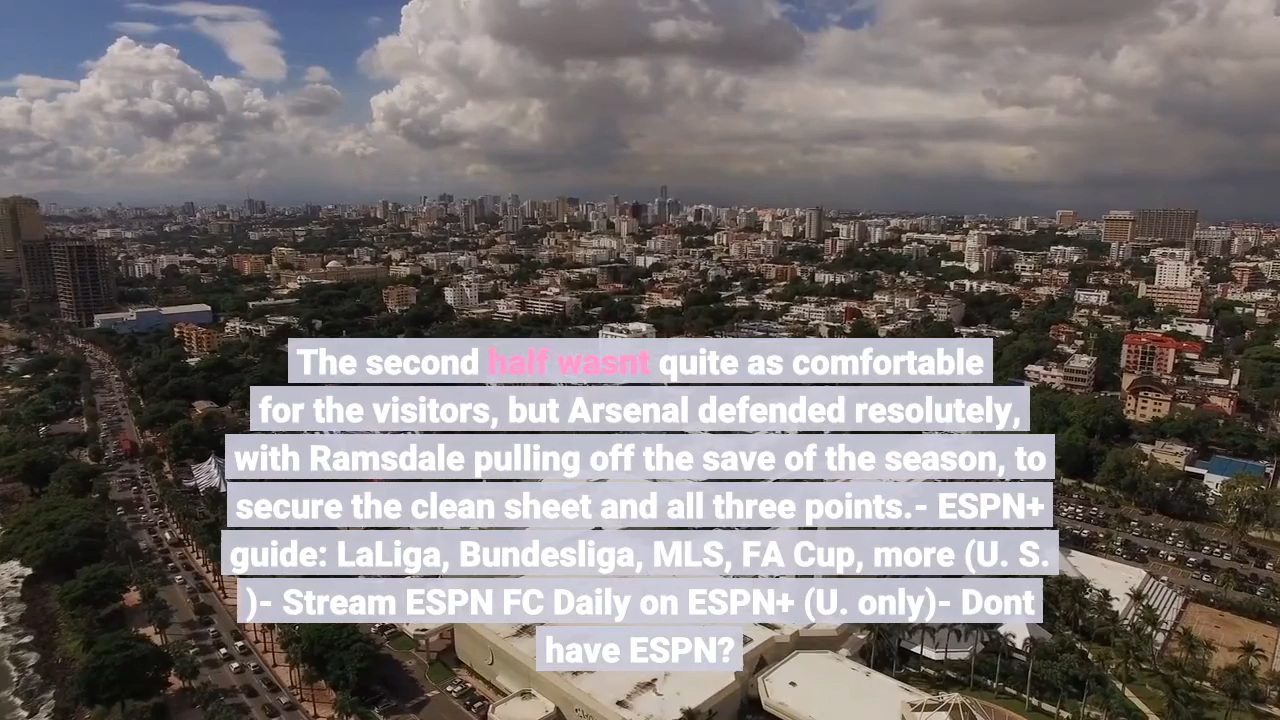 The second half wasnt quite as comfortable
for the visitors, but Arsenal defended resolutely,
with Ramsdale pulling off the save of the season, to
secure the clean sheet and all three points.- ESPN+
guide: LaLiga, Bundesliga, MLS, FA Cup, more (U. S.
)- Stream ESPN FC Daily on ESPN+ (U. only)- Dont
have ESPN?